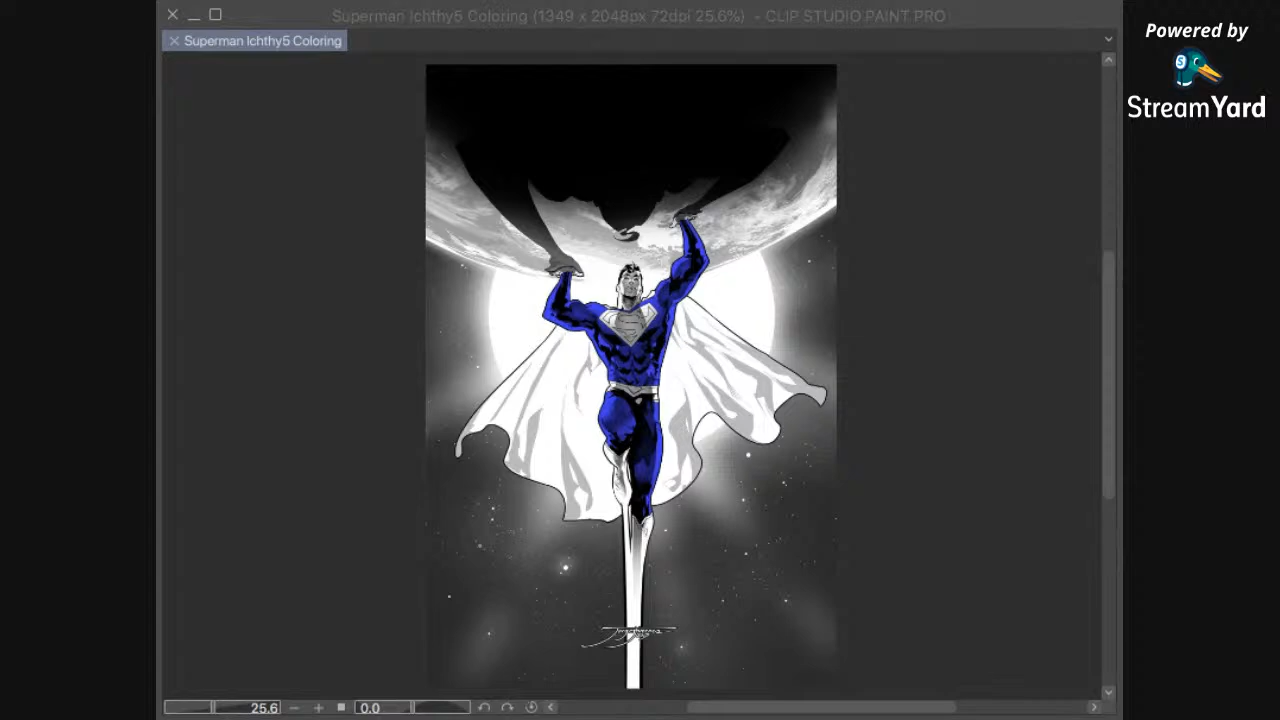 Superman Ichthy5 Coloring (1349 x 2048px 72dpi 25.6%) - CLIP STUDIO PAINT PRO
Superman Ichthy5 Coloring
Powered by
StreamYard
25.6
0.0